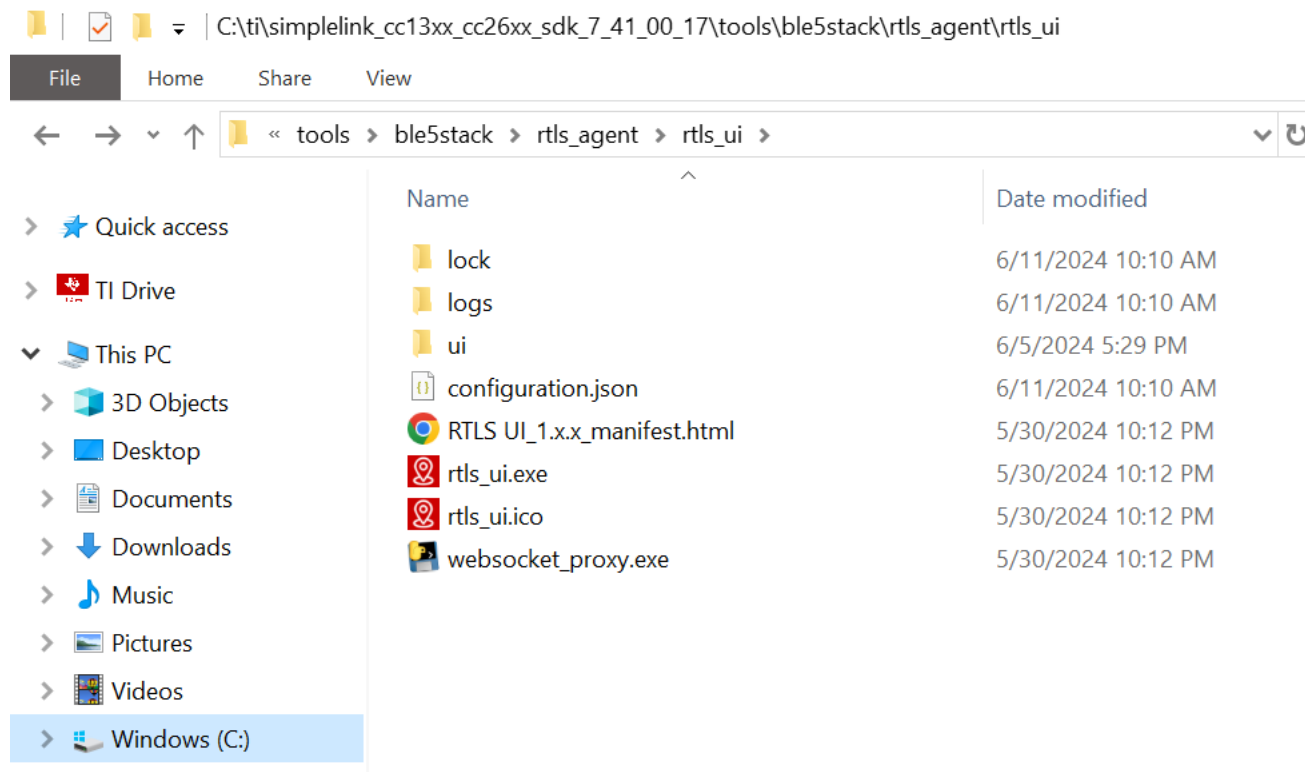 C:\ti\simplelink_cc13xx_cc26xx_sdk_7_41_00_17\tools\ble5stack\rtls_agent\rtls_ui
File Home Share View
« tools > ble5stack > rtls_agent > rtls_ui >
Name Date modified
Quick access
TI Drive
This PC
3D Objects
Desktop
Documents
Downloads
Music
Pictures
Videos
Windows (C:)
lock 6/11/2024 10:10 AM
logs 6/11/2024 10:10 AM
ui 6/5/2024 5:29 PM
configuration.json 6/11/2024 10:10 AM
RTLS UI_1.x.x_manifest.html 5/30/2024 10:12 PM
rtls_ui.exe 5/30/2024 10:12 PM
rtls_ui.ico 5/30/2024 10:12 PM
websocket_proxy.exe 5/30/2024 10:12 PM